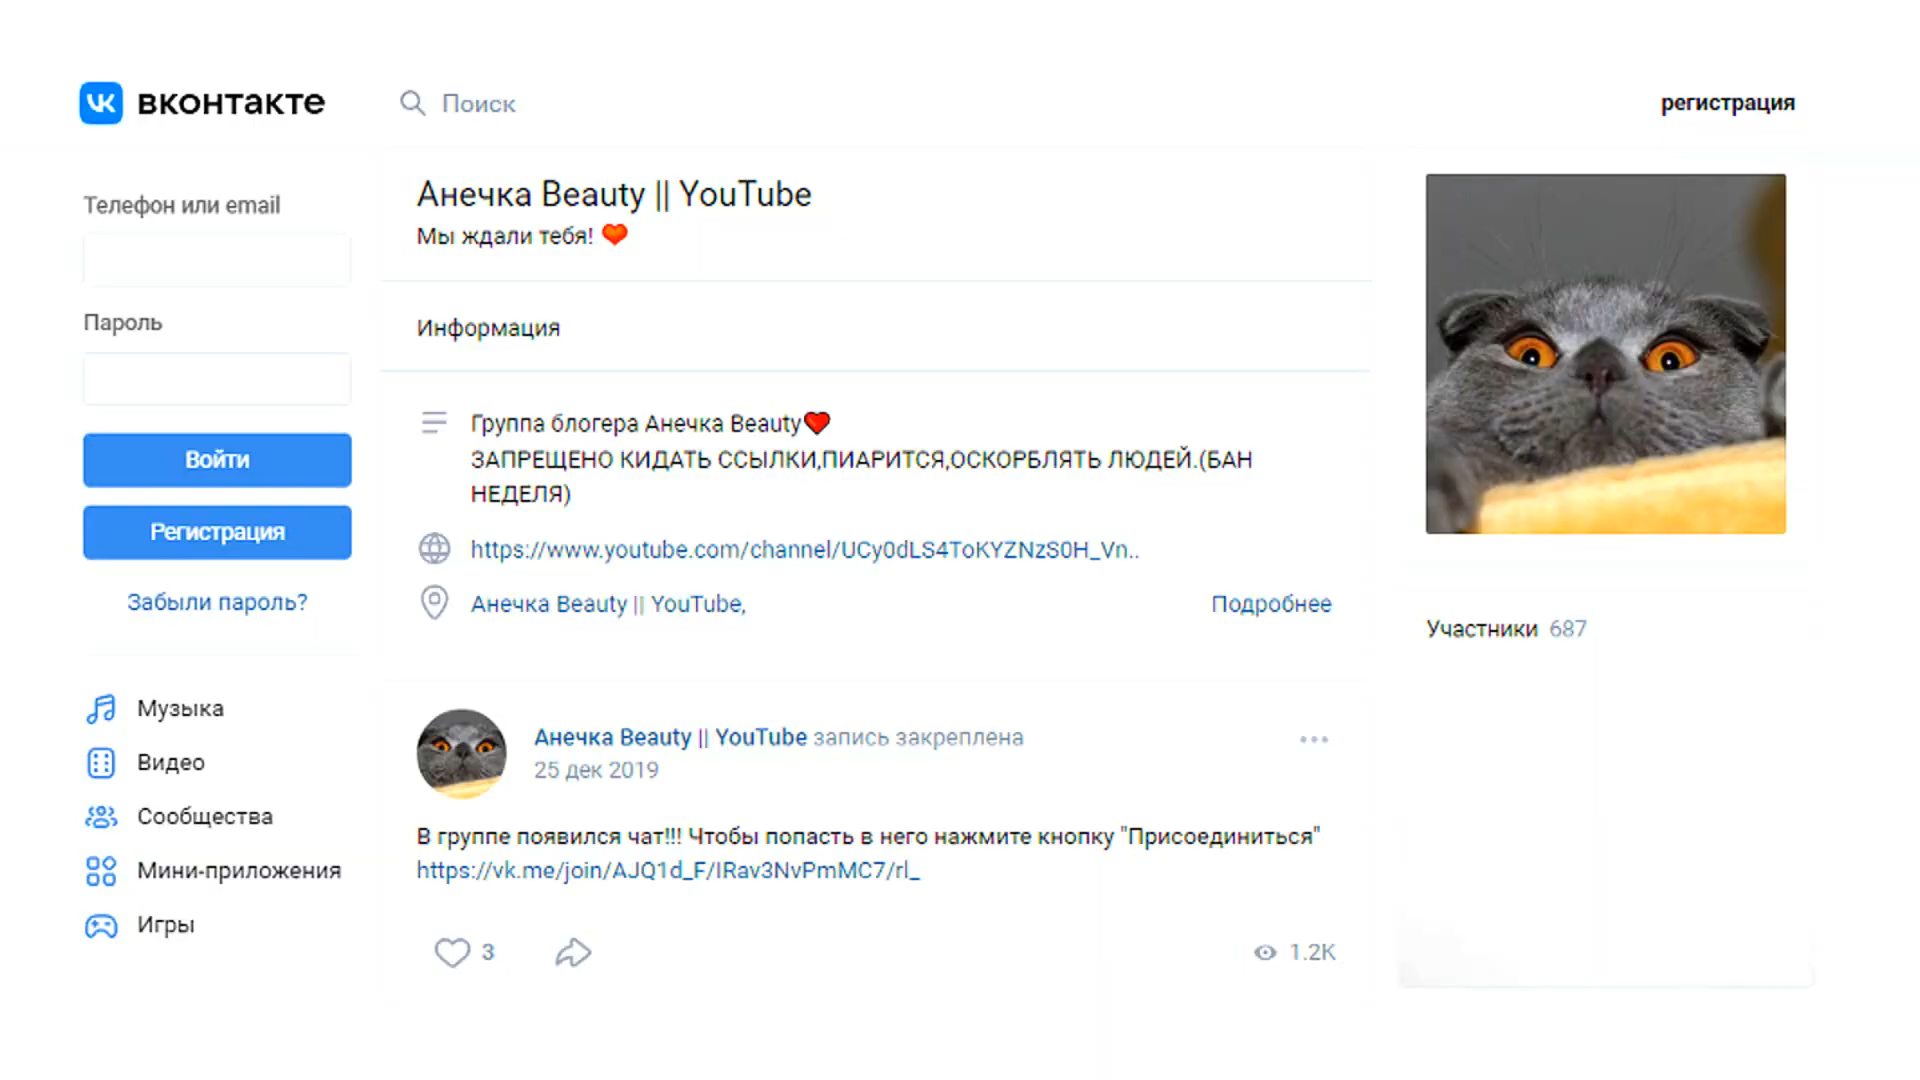 вконтакте
Поиск
регистрация
Телефон или email
Пароль
Войти
Регистрация
Забыли пароль?
Музыка
Видео
Сообщества
Мини-приложения
Игры
Анечка Beauty || YouTube
Мы ждали тебя! ❤
Информация
Группа блогера Анечка Beauty❤
ЗАПРЕЩЕНО КИДАТЬ ССЫЛКИ,ПИАРИТСЯ,ОСКОРБЛЯТЬ ЛЮДЕЙ.(БАН
НЕДЕЛЯ)
https://www.youtube.com/channel/UCy0dLS4ToKYZNzS0H_Vn..
Анечка Beauty || YouTube,
Подробнее
Анечка Beauty || YouTube запись закреплена
25 дек 2019
В группе появился чат!!! Чтобы попасть в него нажмите кнопку "Присоединиться"
https://vk.me/join/AJQ1d_F/IRav3NvPmMC7/rl_
3
1.2K
Участники 687